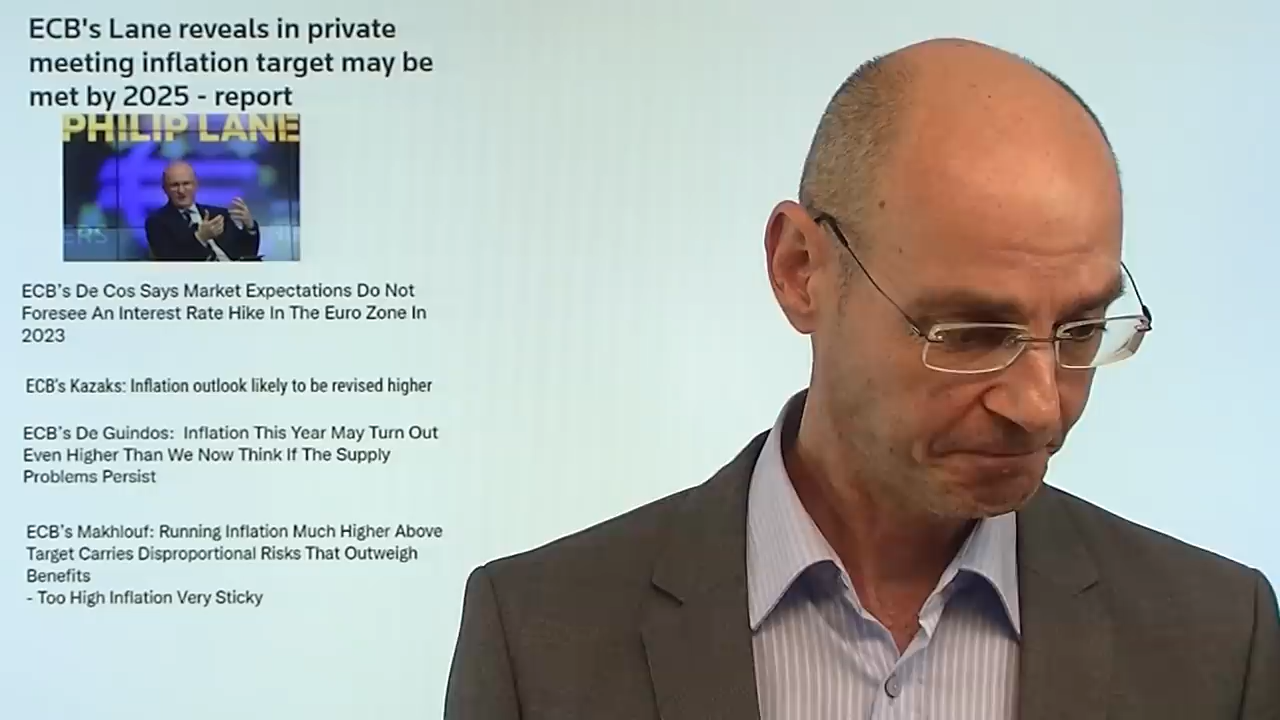 ECB's Lane reveals in private
meeting inflation target may be
met by 2025 - report
PHILIP LANE
ERS
ECB's De Cos Says Market Expectations Do Not
Foresee An Interest Rate Hike In The Euro Zone In
2023
ECB's Kazaks: Inflation outlook likely to be revised higher
ECB's De Guindos: Inflation This Year May Turn Out
Even Higher Than We Now Think If The Supply
Problems Persist
ECB's Makhlouf: Running Inflation Much Higher Above
Target Carries Disproportional Risks That Outweigh
Benefits
- Too High Inflation Very Sticky